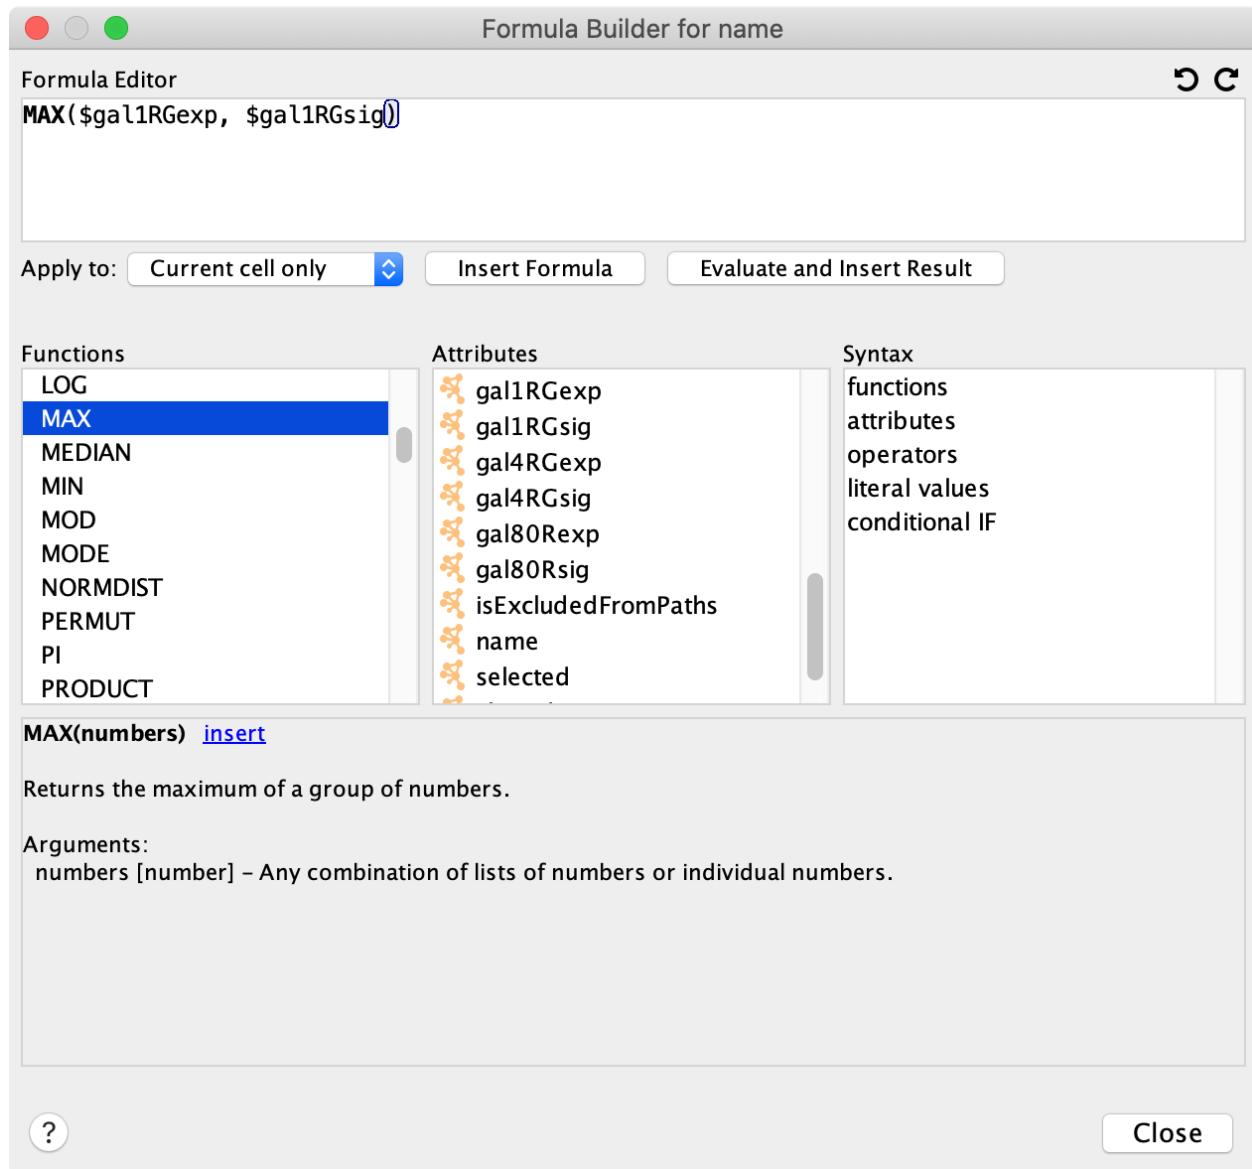 Formula Builder for name
Formula Editor
MAX($gal1RGexp, $gal1RGsig)
Apply to: Current cell only Insert Formula Evaluate and Insert Result
Functions
LOG
MAX
MEDIAN
MIN
MOD
MODE
NORMDIST
PERMUT
PI
PRODUCT
Attributes
gal1RGexp
gal1RGsig
gal4RGexp
gal4RGsig
gal80Rexp
gal80Rsig
isExcludedFromPaths
name
selected
Syntax
functions
attributes
operators
literal values
conditional IF
MAX(numbers) insert
Returns the maximum of a group of numbers.
Arguments:
numbers [number] – Any combination of lists of numbers or individual numbers.
?
Close